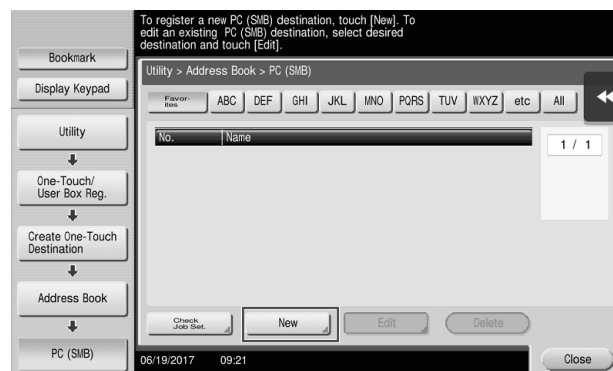 To register a new PC (SMB) destination, touch [New]. To
edit an existing PC (SMB) destination, select desired
destination and touch [Edit].
Bookmark
Display Keypad
Utility > Address Book > PC (SMB)
Favor-
ites
ABC
DEF
GHI
JKL
MNO
PQRS
TUV
WXYZ
etc
All
Utility
No.
Name
1 / 1
One-Touch/
User Box Reg.
Create One-Touch
Destination
Address Book
PC (SMB)
Check
Job Set.
New
Edit
Delete
06/19/2017 09:21
Close